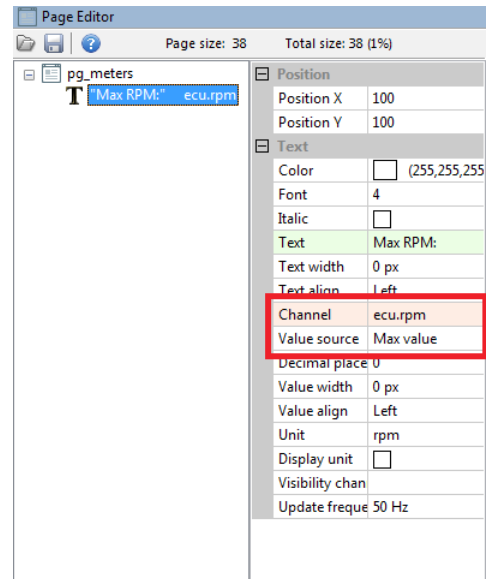 Page Editor
Page size: 38 Total size: 38 (1%)
pg_meters
T "Max RPM:" ecu.rpm
Position
Position X 100
Position Y 100
Text
Color (255,255,255
Font 4
Italic
Text Max RPM:
Text width 0 px
Text align Left
Channel ecu.rpm
Value source Max value
Decimal place 0
Value width 0 px
Value align Left
Unit rpm
Display unit
Visibility chan
Update freque 50 Hz